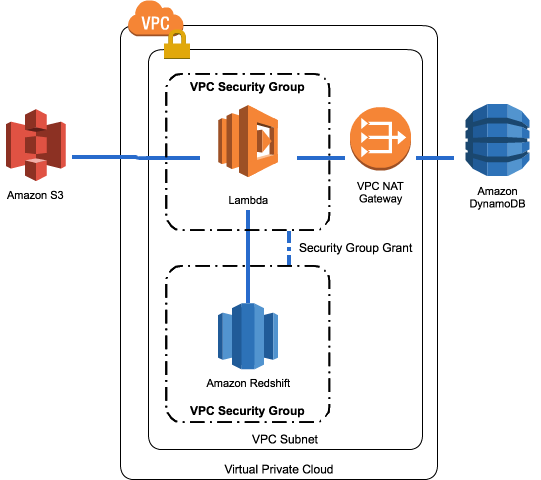 VPC
VPC Security Group
Amazon S3
Lambda
VPC NAT
Gateway
Amazon
DynamoDB
Security Group Grant
Amazon Redshift
VPC Security Group
VPC Subnet
Virtual Private Cloud